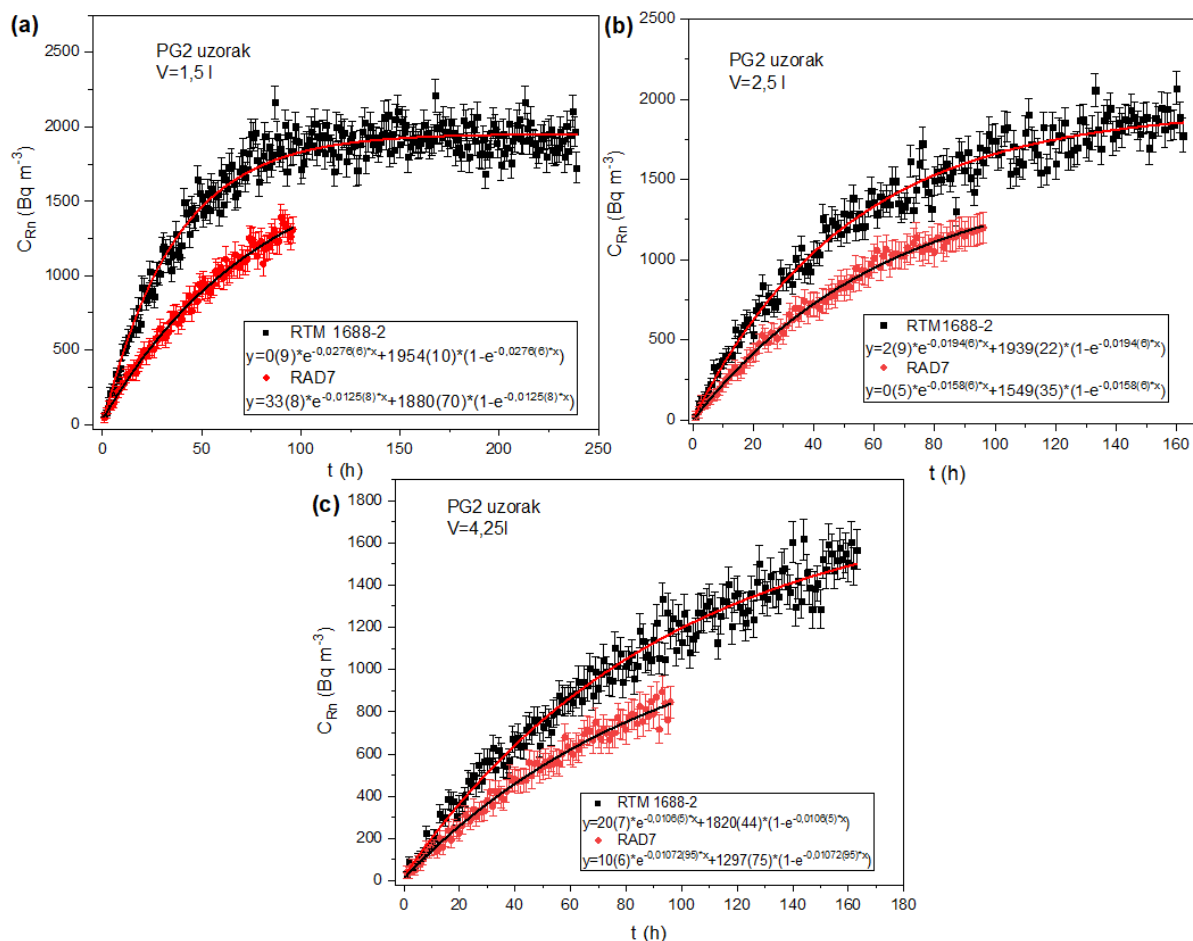 (a)
PG2 uzorak
V=1,5 l
2500
2000
1500
1000
500
0
C_Rn (Bq m⁻³)
RTM 1688-2
y=0(9)*e^-0,0276(6)*x+1954(10)*(1-e^-0,0276(6)*x)
RAD7
y=33(8)*e^-0,0125(8)*x+1880(70)*(1-e^-0,0125(8)*x)
0 50 100 150 200 250
t (h)
(b)
PG2 uzorak
V=2,5 l
2500
2000
1500
1000
500
0
C_Rn (Bq m⁻³)
RTM1688-2
y=2(9)*e^-0,0194(6)*x+1939(22)*(1-e^-0,0194(6)*x)
RAD7
y=0(5)*e^-0,0158(6)*x+1549(35)*(1-e^-0,0158(6)*x)
0 20 40 60 80 100 120 140 160
t (h)
(c)
PG2 uzorak
V=4,25l
1800
1600
1400
1200
1000
800
600
400
200
0
C_Rn (Bq m⁻³)
RTM 1688-2
y=20(7)*e^-0,0106(5)*x+1820(44)*(1-e^-0,0106(5)*x)
RAD7
y=10(6)*e^-0,01072(95)*x+1297(75)*(1-e^-0,01072(95)*x)
0 20 40 60 80 100 120 140 160 180
t (h)